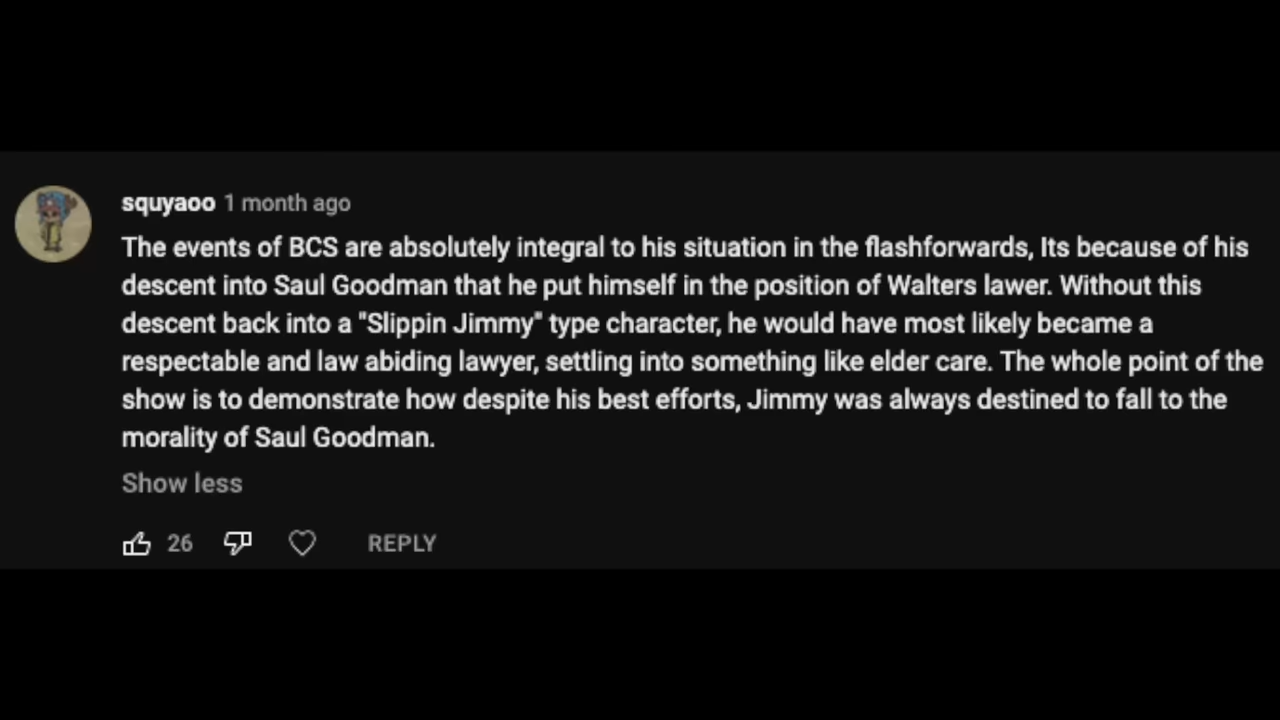 squyaoo 1 month ago
The events of BCS are absolutely integral to his situation in the flashforwards, Its because of his
descent into Saul Goodman that he put himself in the position of Walters lawer. Without this
descent back into a "Slippin Jimmy" type character, he would have most likely became a
respectable and law abiding lawyer, settling into something like elder care. The whole point of the
show is to demonstrate how despite his best efforts, Jimmy was always destined to fall to the
morality of Saul Goodman.
Show less
26 REPLY